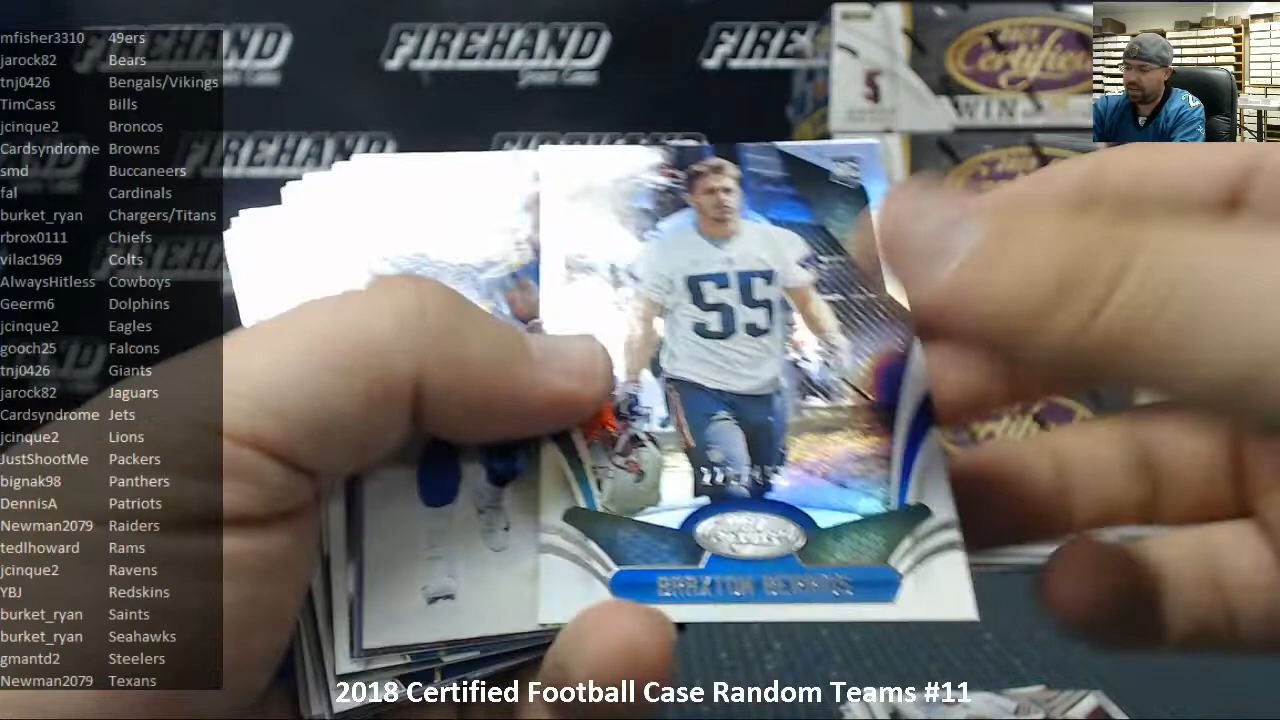 mfisher3310 49ers
jarock82 Bears
tnj0426 Bengals/Vikings
TimCass Bills
jcinque2 Broncos
Cardsyndrome Browns
smd Buccaneers
fal Cardinals
burket_ryan Chargers/Titans
rbrox0111 Chiefs
vilac1969 Colts
AlwaysHitless Cowboys
Geerm6 Dolphins
jcinque2 Eagles
gooch25 Falcons
tnj0426 Giants
jarock82 Jaguars
Cardsyndrome Jets
jcinque2 Lions
JustShootMe Packers
bignak98 Panthers
DennisA Patriots
Newman2079 Raiders
tedlhoward Rams
jcinque2 Ravens
YBJ Redskins
burket_ryan Saints
burket_ryan Seahawks
gmantd2 Steelers
Newman2079 Texans
FIREHAND
FIREHAND
FIREHAND
FIREHAND
FIREHAND
Certified
5
WIN
55
BRAXTON BERRIOS
2018 Certified Football Case Random Teams #11